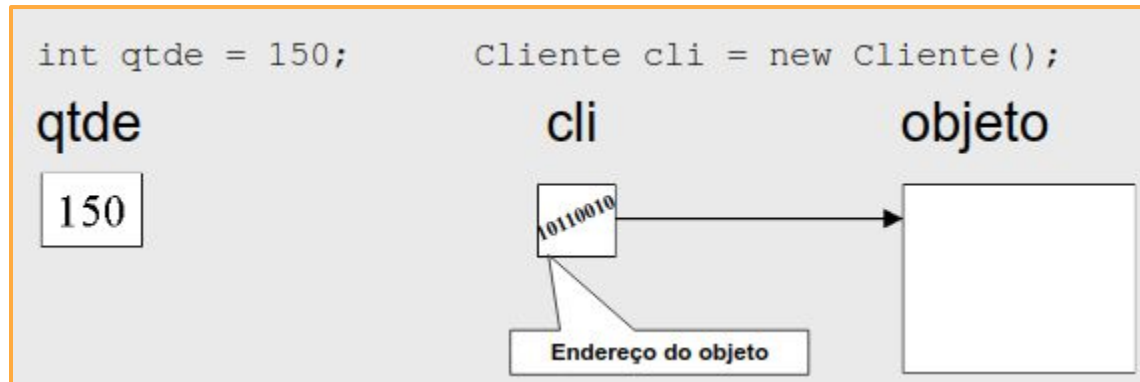 int qtde = 150; Cliente cli = new Cliente();
qtde cli objeto
150 10110010
Endereço do objeto